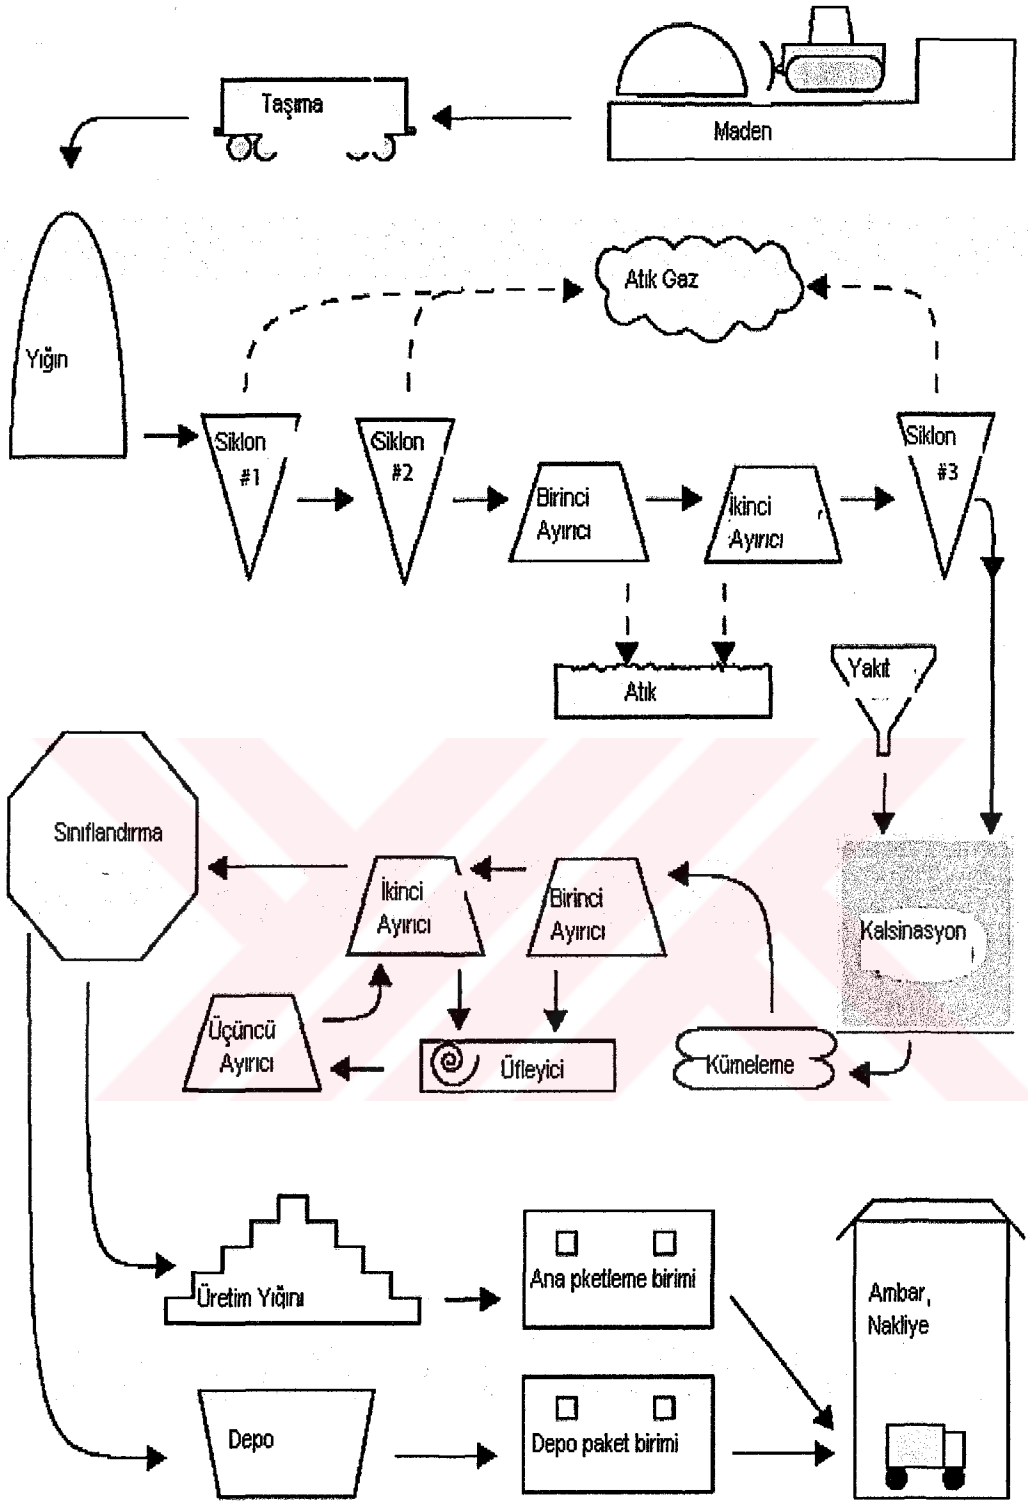 Taşıma
Maden
Atık Gaz
Yığın
Siklon
#1
Siklon
#2
Birinci
Ayırıcı
İkinci
Ayırıcı
Siklon
#3
Atık
Yakıt
Sınıflandırma
İkinci
Ayırıcı
Birinci
Ayırıcı
Kalsinasyon
Üçüncü
Ayırıcı
Üfleyici
Kümeleme
Üretim Yığını
Ana pketleme birimi
Ambar,
Nakliye
Depo
Depo paket birimi